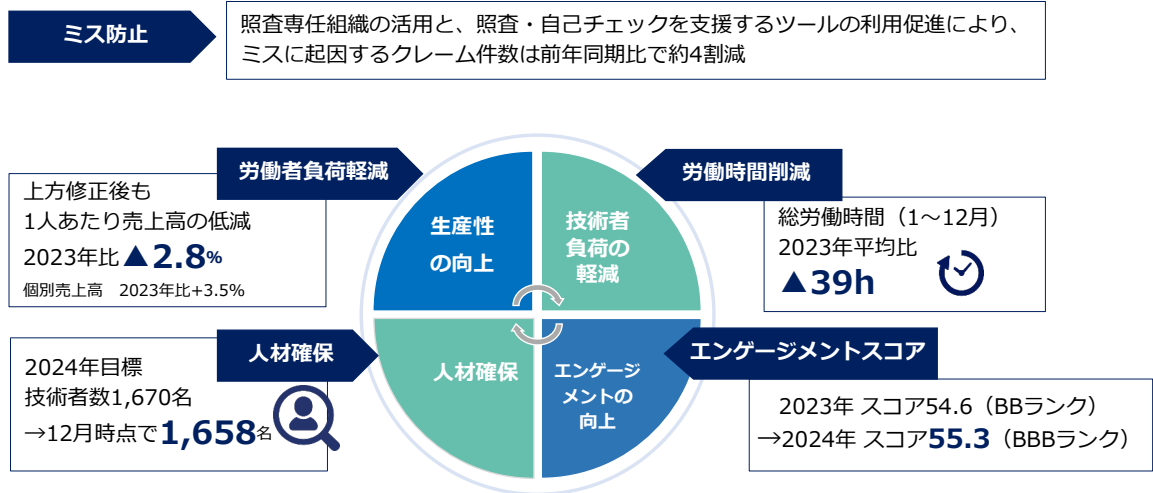 ミス防止
照査専任組織の活用と、照査・自己チェックを支援するツールの利用促進により、
ミスに起因するクレーム件数は前年同期比で約4割減
労働者負荷軽減
上方修正後も
1人あたり売上高の低減
2023年比▲2.8%
個別売上高 2023年比+3.5%
労働時間削減
総労働時間（1～12月）
2023年平均比
▲39h
生産性
の向上
技術者
負荷の
軽減
人材確保
エンゲージ
メントの
向上
人材確保
2024年目標
技術者数1,670名
→12月時点で1,658名
エンゲージメントスコア
2023年 スコア54.6（BBランク）
→2024年 スコア55.3（BBBランク）